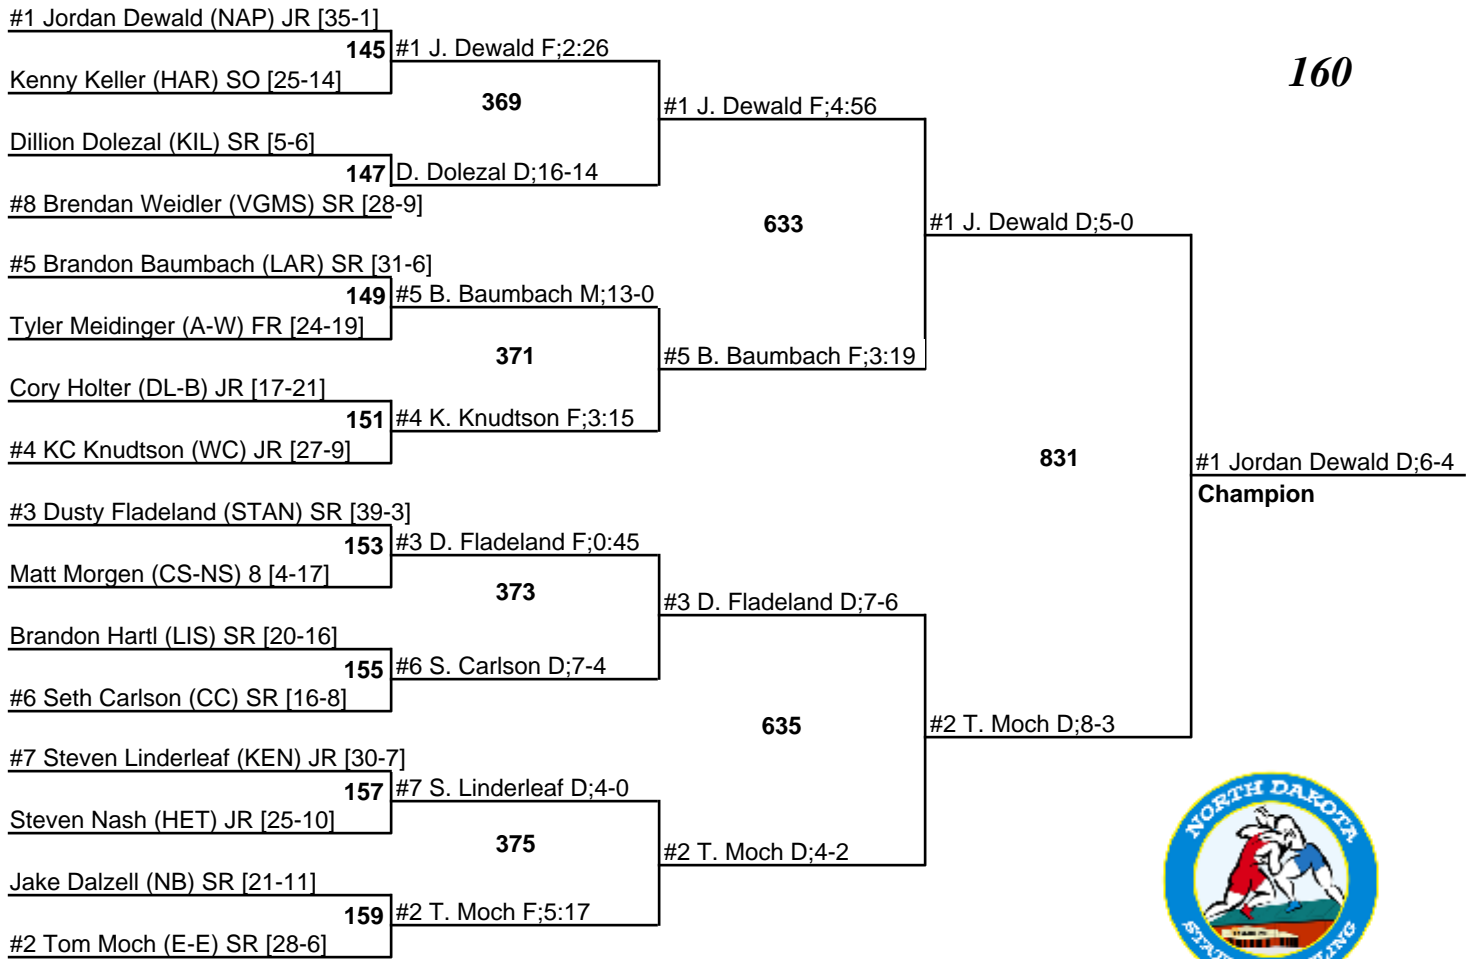 #1 Jordan Dewald (NAP) JR [35-1]
145
#1 J. Dewald F;2:26
160
Kenny Keller (HAR) SO [25-14]
369
#1 J. Dewald F;4:56
Dillion Dolezal (KIL) SR [5-6]
147
D. Dolezal D;16-14
#8 Brendan Weidler (VGMS) SR [28-9]
633
#1 J. Dewald D;5-0
#5 Brandon Baumbach (LAR) SR [31-6]
149
#5 B. Baumbach M;13-0
Tyler Meidinger (A-W) FR [24-19]
371
#5 B. Baumbach F;3:19
Cory Holter (DL-B) JR [17-21]
151
#4 K. Knudtson F;3:15
#4 KC Knudtson (WC) JR [27-9]
831
#1 Jordan Dewald D;6-4
Champion
#3 Dusty Fladeland (STAN) SR [39-3]
153
#3 D. Fladeland F;0:45
Matt Morgen (CS-NS) 8 [4-17]
373
#3 D. Fladeland D;7-6
Brandon Hartl (LIS) SR [20-16]
155
#6 S. Carlson D;7-4
#6 Seth Carlson (CC) SR [16-8]
635
#2 T. Moch D;8-3
#7 Steven Linderleaf (KEN) JR [30-7]
157
#7 S. Linderleaf D;4-0
Steven Nash (HET) JR [25-10]
375
#2 T. Moch D;4-2
Jake Dalzell (NB) SR [21-11]
159
#2 T. Moch F;5:17
#2 Tom Moch (E-E) SR [28-6]
NORTH DAKOTA